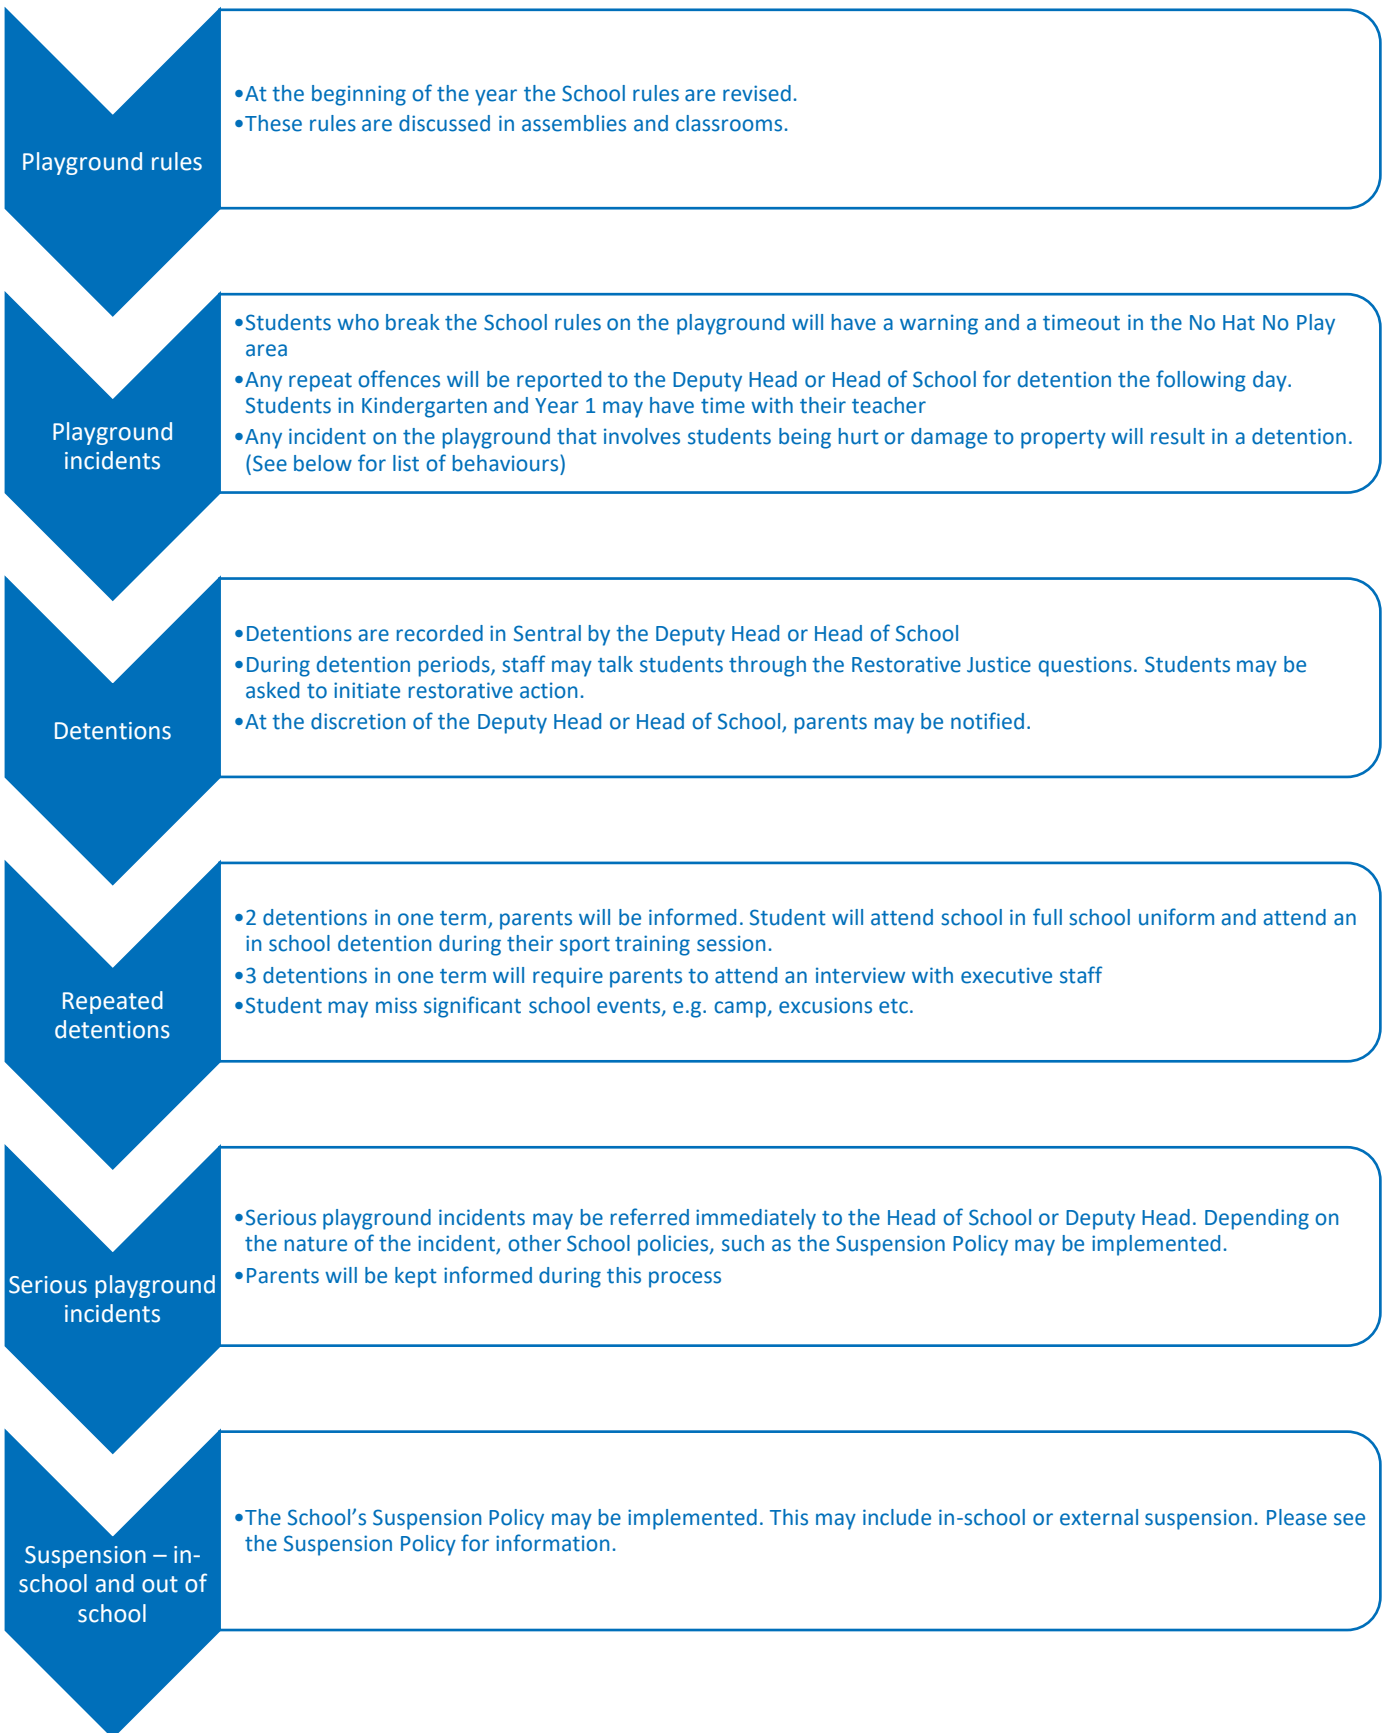 Playground rules
•At the beginning of the year the School rules are revised.
•These rules are discussed in assemblies and classrooms.
Playground
incidents
•Students who break the School rules on the playground will have a warning and a timeout in the No Hat No Play
area
•Any repeat offences will be reported to the Deputy Head or Head of School for detention the following day.
Students in Kindergarten and Year 1 may have time with their teacher
•Any incident on the playground that involves students being hurt or damage to property will result in a detention.
(See below for list of behaviours)
Detentions
•Detentions are recorded in Sentral by the Deputy Head or Head of School
•During detention periods, staff may talk students through the Restorative Justice questions. Students may be
asked to initiate restorative action.
•At the discretion of the Deputy Head or Head of School, parents may be notified.
Repeated
detentions
•2 detentions in one term, parents will be informed. Student will attend school in full school uniform and attend an
in school detention during their sport training session.
•3 detentions in one term will require parents to attend an interview with executive staff
•Student may miss significant school events, e.g. camp, excusions etc.
Serious playground
incidents
•Serious playground incidents may be referred immediately to the Head of School or Deputy Head. Depending on
the nature of the incident, other School policies, such as the Suspension Policy may be implemented.
•Parents will be kept informed during this process
Suspension – in-
school and out of
school
•The School’s Suspension Policy may be implemented. This may include in-school or external suspension. Please see
the Suspension Policy for information.